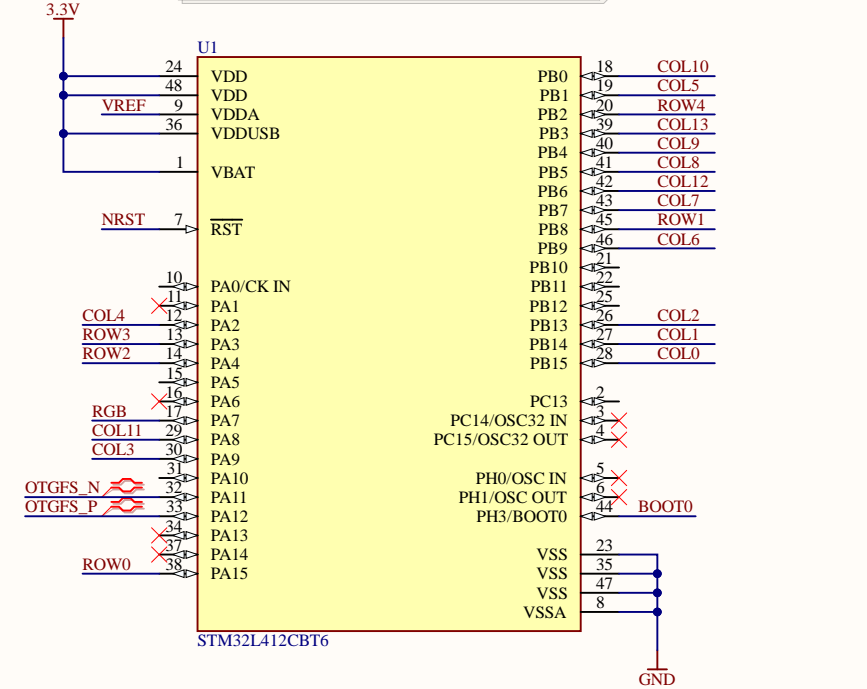 3.3V
U1
24 VDD
48 VDD
VREF 9 VDDA
36 VDDUSB
1 VBAT
NRST 7 RST
10 PA0/CK IN
11 PA1
COL4 12 PA2
ROW3 13 PA3
ROW2 14 PA4
15 PA5
16 PA6
RGB 17 PA7
COL11 29 PA8
COL3 30 PA9
31 PA10
OTGFS_N 32 PA11
OTGFS_P 33 PA12
34 PA13
37 PA14
ROW0 38 PA15
PB0 18 COL10
PB1 19 COL5
PB2 20 ROW4
PB3 39 COL13
PB4 40 COL9
PB5 41 COL8
PB6 42 COL12
PB7 43 COL7
PB8 45 ROW1
PB9 46 COL6
PB10 21
PB11 22
PB12 25
PB13 26 COL2
PB14 27 COL1
PB15 28 COL0
PC13 2
PC14/OSC32 IN 3
PC15/OSC32 OUT 4
PH0/OSC IN 5
PH1/OSC OUT 6
PH3/BOOT0 44 BOOT0
VSS 23
VSS 35
VSS 47
VSSA 8
STM32L412CBT6
GND